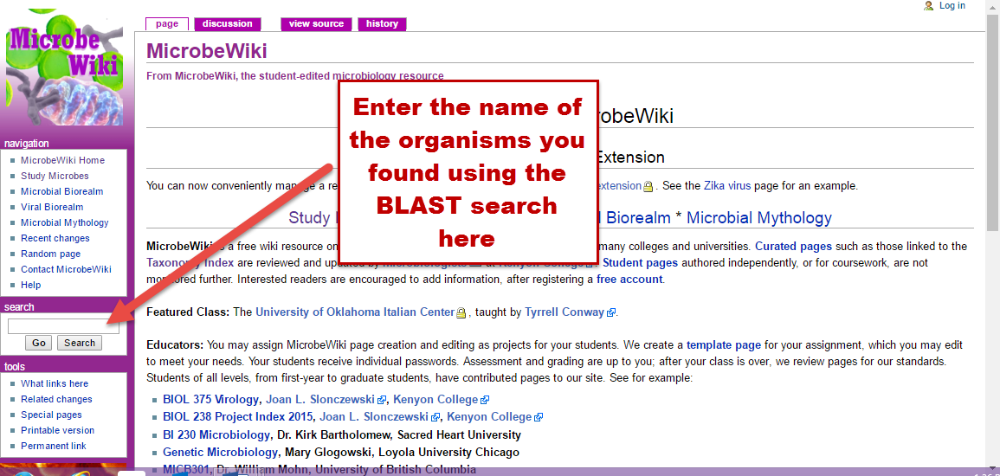 Log in
Microbe
Wiki
page discussion view source history
MicrobeWiki
From MicrobeWiki, the student-edited microbiology resource
Enter the name of
the organisms you
found using the
BLAST search
here
robeWiki
Extension
You can now conveniently manage a re extension. See the Zika virus page for an example.
Study Biorealm * Microbial Mythology
MicrobeWiki is a free wiki resource on many colleges and universities. Curated pages such as those linked to the
Taxonomy Index are reviewed and updated by microbiologists at Kenyon College. Student pages authored independently, or for coursework, are not
monitored further. Interested readers are encouraged to add information, after registering a free account.
Featured Class: The University of Oklahoma Italian Center, taught by Tyrrell Conway.
Educators: You may assign MicrobeWiki page creation and editing as projects for your students. We create a template page for your assignment, which you may edit
to meet your needs. Your students receive individual passwords. Assessment and grading are up to you; after your class is over, we review pages for our standards.
Students of all levels, from first-year to graduate students, have contributed pages to our site. See for example:
BIOL 375 Virology, Joan L. Slonczewski, Kenyon College
BIOL 238 Project Index 2015, Joan L. Slonczewski, Kenyon College
BI 230 Microbiology, Dr. Kirk Bartholomew, Sacred Heart University
Genetic Microbiology, Mary Glogowski, Loyola University Chicago
MICB301, Dr. William Mohn, University of British Columbia
navigation
MicrobeWiki Home
Study Microbes
Microbial Biorealm
Viral Biorealm
Microbial Mythology
Recent changes
Random page
Contact MicrobeWiki
Help
search
Go Search
tools
What links here
Related changes
Special pages
Printable version
Permanent link